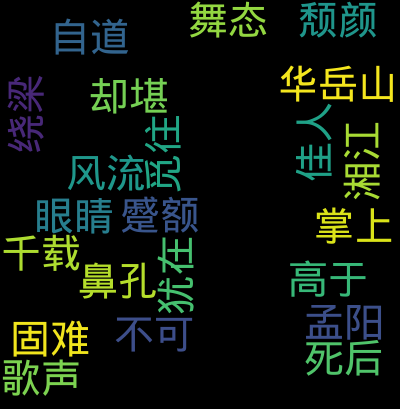 舞态
颓颜
自道
华岳山
绕梁
却堪
觅往
佳人
湘江
风流
眼睛
蹙额
掌上
千载
鼻孔
犹在
高于
孟阳
固难
不可
死后
歌声